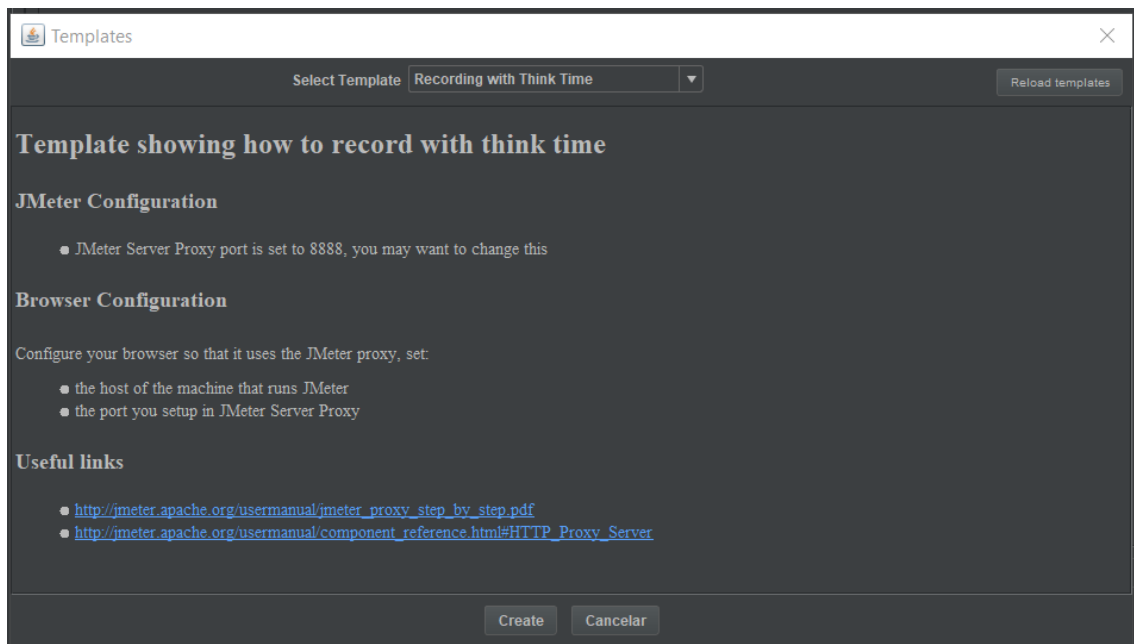 Templates
Select Template Recording with Think Time Reload templates
Template showing how to record with think time
JMeter Configuration
JMeter Server Proxy port is set to 8888, you may want to change this
Browser Configuration
Configure your browser so that it uses the JMeter proxy, set:
the host of the machine that runs JMeter
the port you setup in JMeter Server Proxy
Useful links
http://jmeter.apache.org/usermanual/jmeter_proxy_step_by_step.pdf
http://jmeter.apache.org/usermanual/component_reference.html#HTTP_Proxy_Server
Create Cancelar